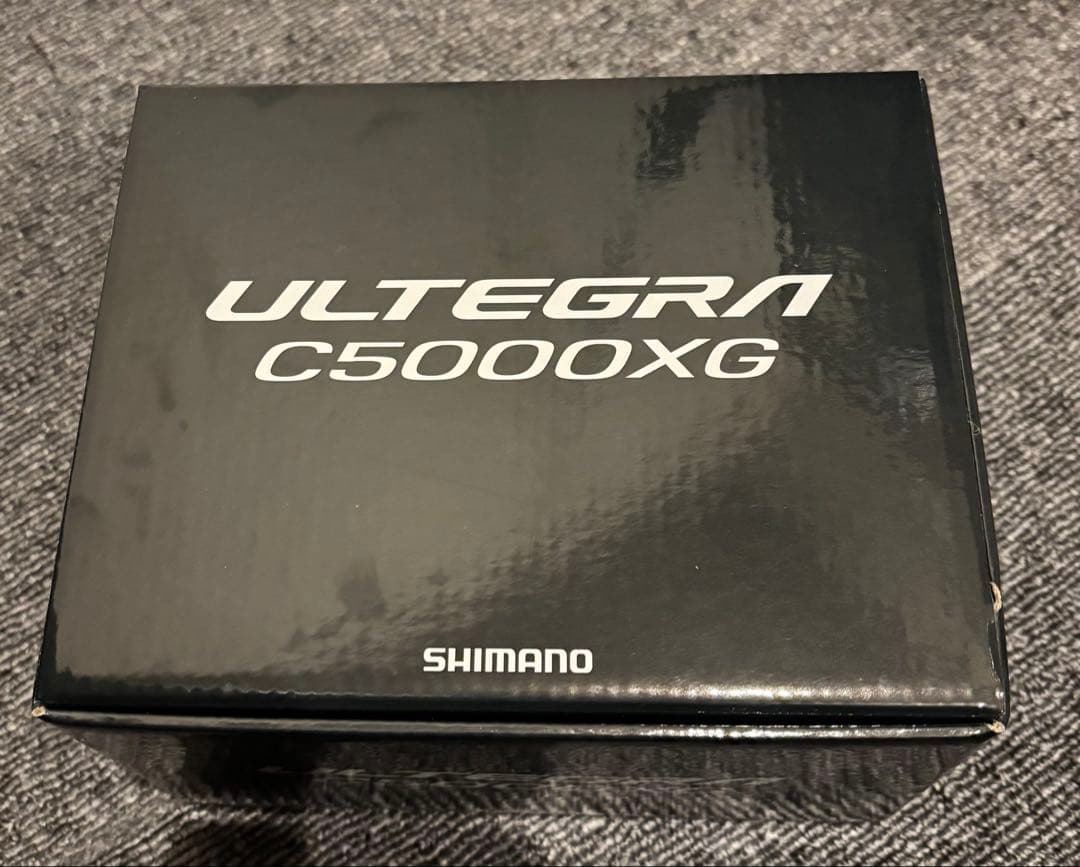 ULTEGRA
C5000XG
SHIMANO